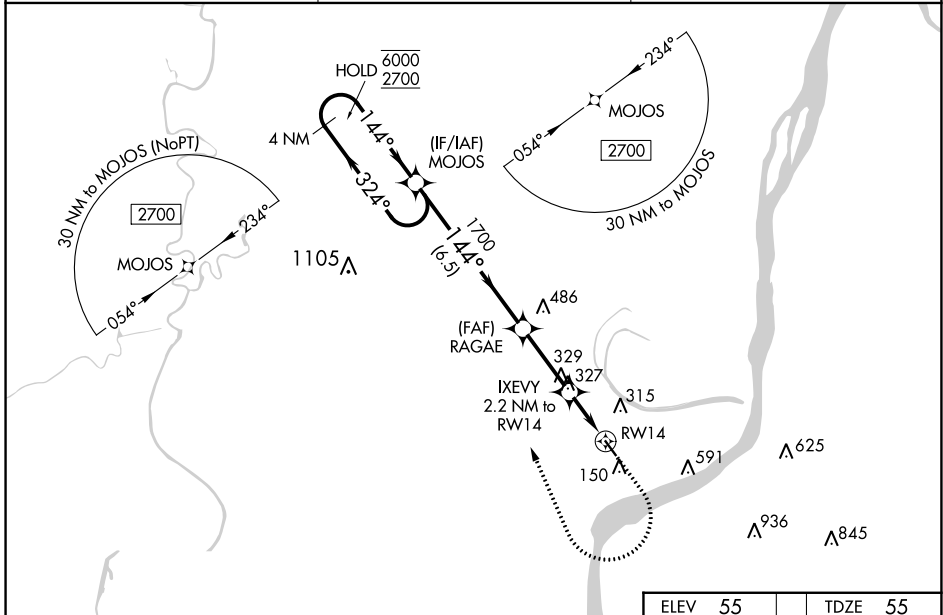 HOLD
6000
2700
234°
MOJOS
4 NM
144°
(IF/IAF)
MOJOS
054°
2700
30 NM to MOJOS (NoPT)
324°
30 NM to MOJOS
2700
234°
1700
144°
(6.5)
MOJOS
1105
054°
486
(FAF)
RAGAE
329
327
IXEVY
2.2 NM to
RW14
315
RW14
625
150
591
936
845
ELEV 55
TDZE 55